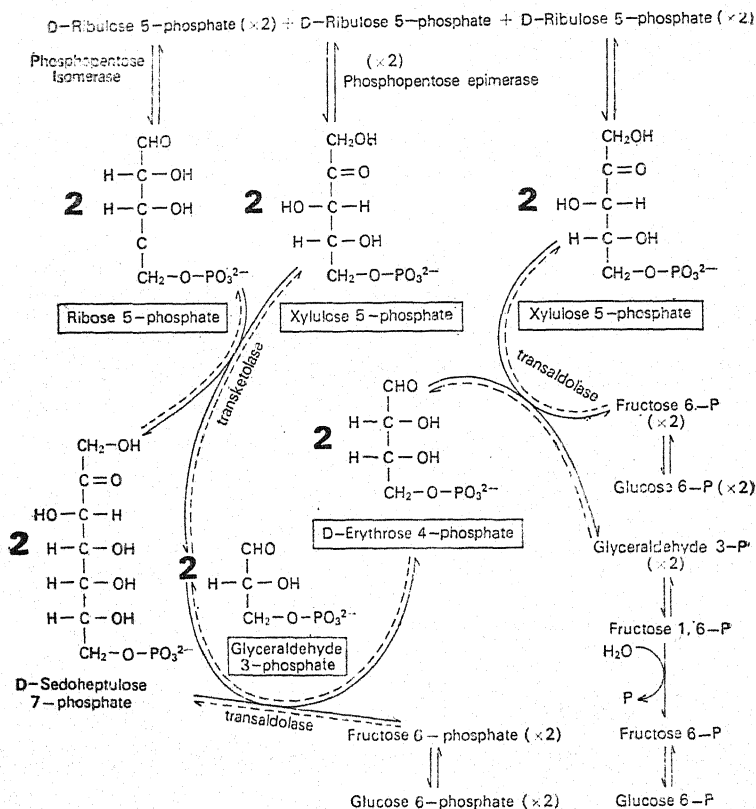 D-Ribulose 5-phosphate (×2) + D-Ribulose 5-phosphate + D-Ribulose 5-phosphate (×2)
Phosphopentose
Isomerase
(×2)
Phosphopentose epimerase
CHO
H-C-OH
2
H-C-OH
C
CH2-O-PO3²⁻
Ribose 5-phosphate
CH2OH
C=O
2
HO-C-H
H-C-OH
CH2-O-PO3²⁻
Xylulose 5-phosphate
CH2OH
C=O
2
HO-C-H
H-C-OH
CH2-O-PO3²⁻
Xylulose 5-phosphate
transketolase
transaldolase
CHO
H-C-OH
2
H-C-OH
CH2-O-PO3²⁻
D-Erythrose 4-phosphate
Fructose 6-P
(×2)
Glucose 6-P (×2)
CH2-OH
C=O
HO-C-H
2
H-C-OH
H-C-OH
H-C-OH
CH2-O-PO3²⁻
D-Sedoheptulose
7-phosphate
2
CHO
H-C-OH
CH2-O-PO3²⁻
Glyceraldehyde
3-phosphate
transaldolase
Fructose 6-phosphate (×2)
Glucose 6-phosphate (×2)
Glyceraldehyde 3-P
(×2)
Fructose 1,6-P
H2O
P
Fructose 6-P
Glucose 6-P